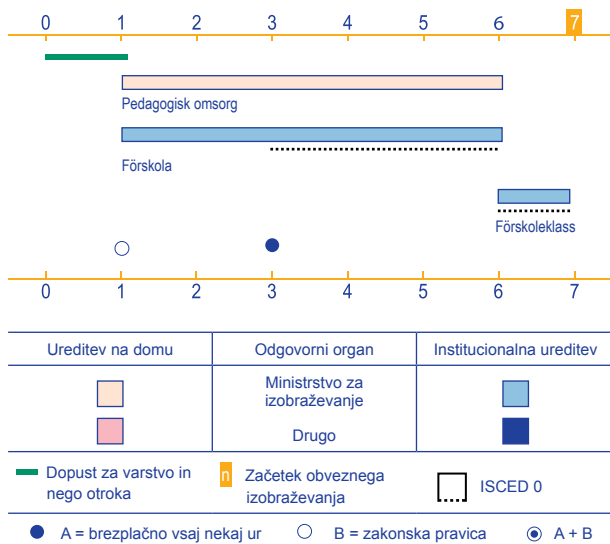 0 1 2 3 4 5 6 7
Pedagogisk omsorg
Förskola
Förskoleklass
0 1 2 3 4 5 6 7
Ureditev na domu Odgovorni organ Institucionalna ureditev
Ministrstvo za
izobraževanje
Drugo
Dopust za varstvo in
nego otroka
n Začetek obveznega
izobraževanja
ISCED 0
A = brezplačno vsaj nekaj ur B = zakonska pravica A + B